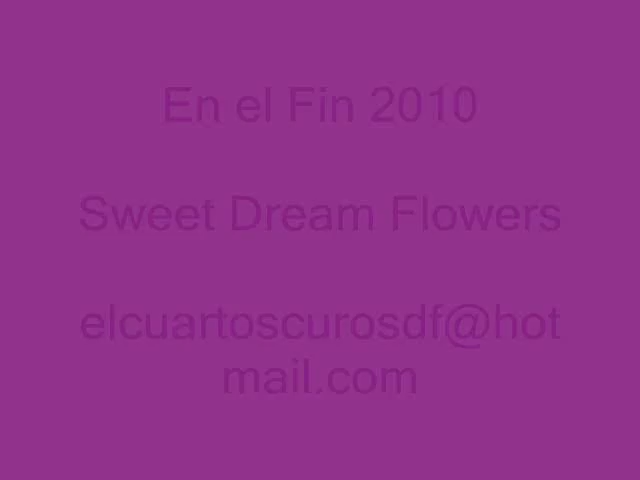 En el Fin 2010
Sweet Dream Flowers
elcuartoscurosdf@hot
mail.com